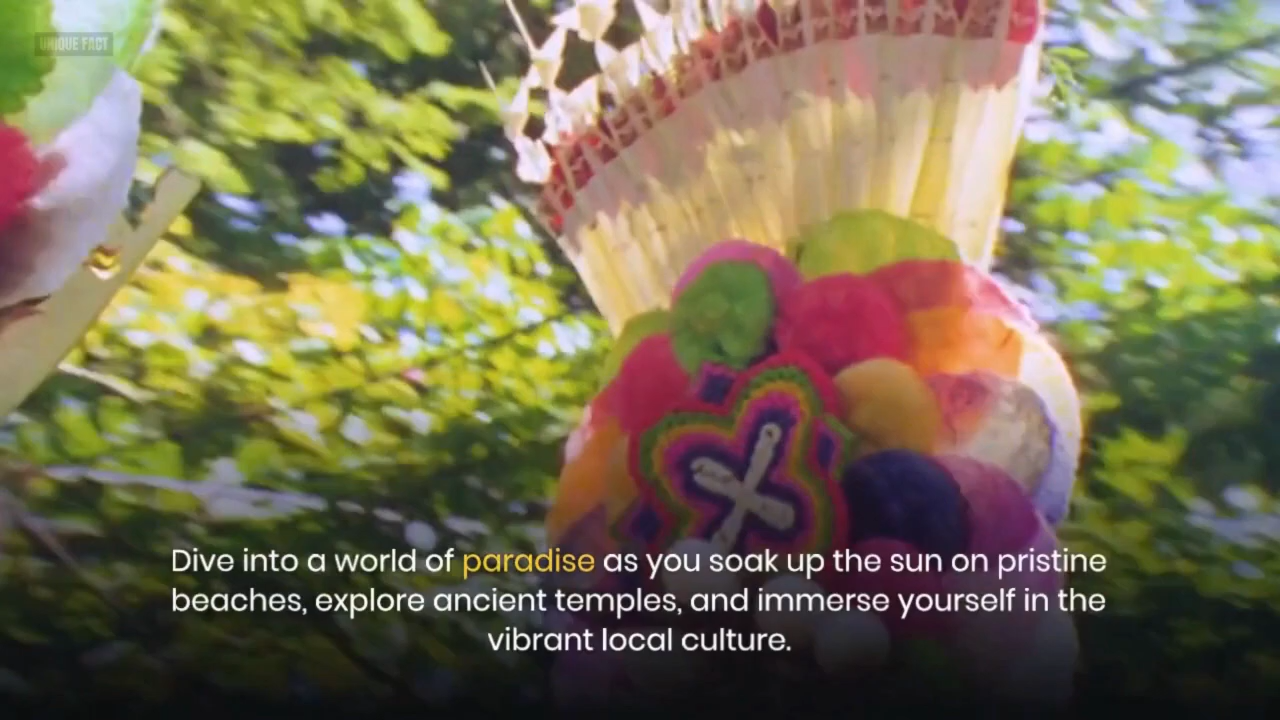 UNIQUE FACT
Dive into a world of paradise as you soak up the sun on pristine
beaches, explore ancient temples, and immerse yourself in the
vibrant local culture.